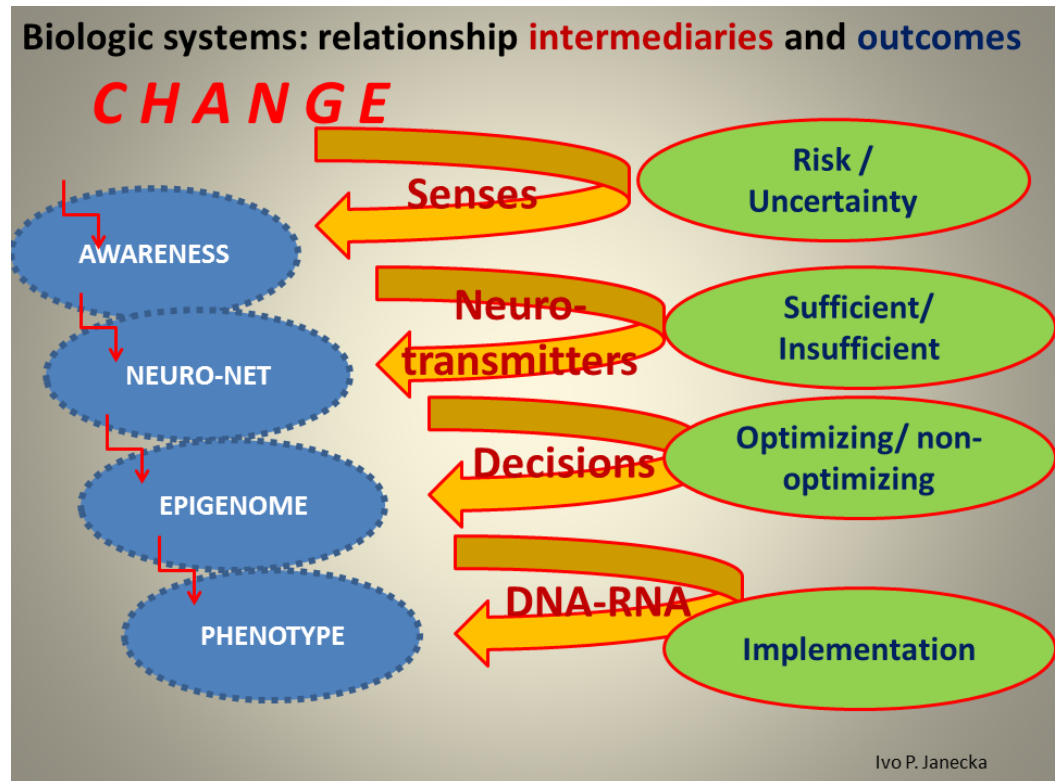 Biologic systems: relationship intermediaries and outcomes
C H A N G E
Senses
Risk /
Uncertainty
AWARENESS
Neuro-
transmitters
Sufficient/
Insufficient
NEURO-NET
Decisions
Optimizing/ non-
optimizing
EPIGENOME
DNA-RNA
PHENOTYPE
Implementation
Ivo P. Janecka